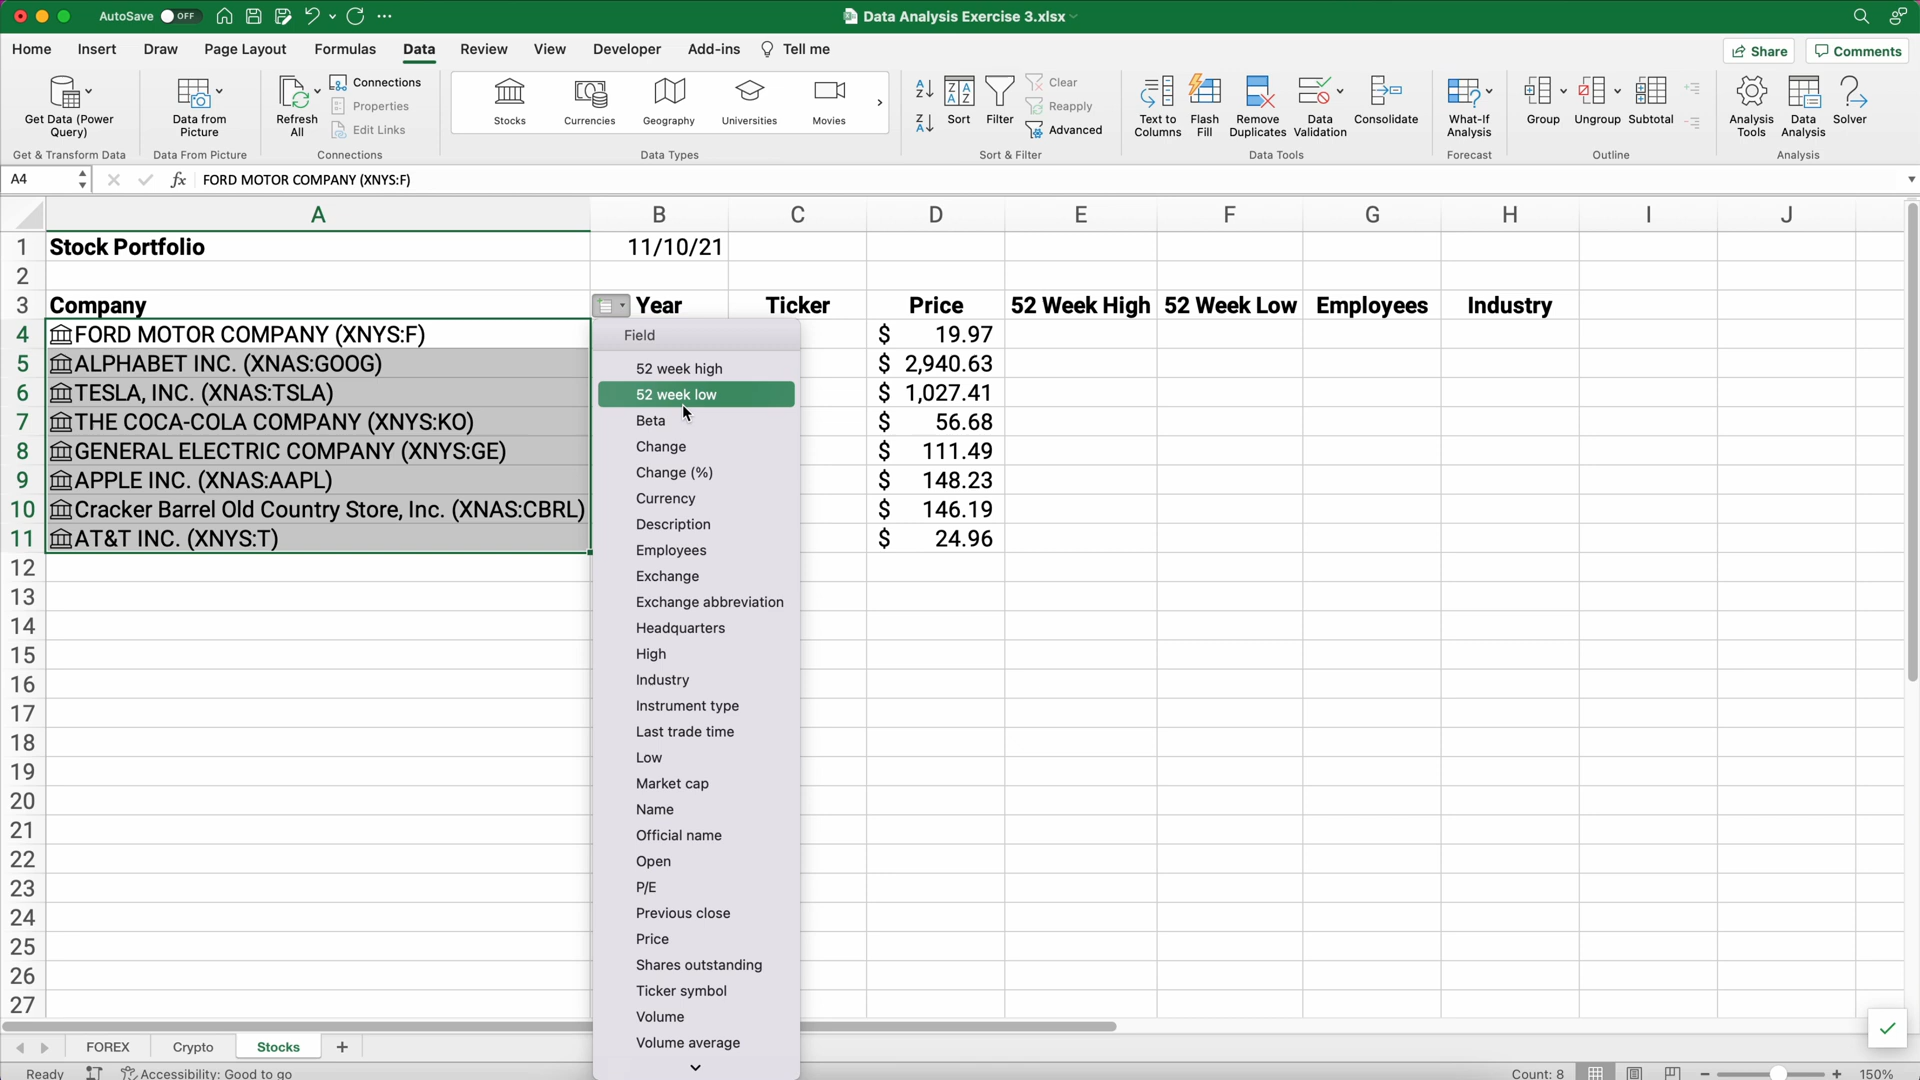 AutoSave OFF
Data Analysis Exercise 3.xlsx
Home Insert Draw Page Layout Formulas Data Review View Developer Add-ins Tell me
Share Comments
Get Data (Power Query)
Get & Transform Data
Data from Picture
Data From Picture
Refresh All
Connections
Properties
Edit Links
Connections
Stocks Currencies Geography Universities Movies
Data Types
Sort
Filter
Clear
Reapply
Advanced
Sort & Filter
Text to Columns
Flash Fill
Remove Duplicates
Data Validation
Consolidate
Data Tools
What-If Analysis
Forecast
Group Ungroup Subtotal
Outline
Analysis Tools
Data Analysis
Solver
Analysis
A4 fx FORD MOTOR COMPANY (XNYS:F)
A B C D E F G H I J
1 Stock Portfolio 11/10/21
2
3 Company Year Ticker Price 52 Week High 52 Week Low Employees Industry
4 FORD MOTOR COMPANY (XNYS:F) $ 19.97
5 ALPHABET INC. (XNAS:GOOG) $ 2,940.63
6 TESLA, INC. (XNAS:TSLA) $ 1,027.41
7 THE COCA-COLA COMPANY (XNYS:KO) $ 56.68
8 GENERAL ELECTRIC COMPANY (XNYS:GE) $ 111.49
9 APPLE INC. (XNAS:AAPL) $ 148.23
10 Cracker Barrel Old Country Store, Inc. (XNAS:CBRL) $ 146.19
11 AT&T INC. (XNYS:T) $ 24.96
12
13
14
15
16
17
18
19
20
21
22
23
24
25
26
27
Field
52 week high
52 week low
Beta
Change
Change (%)
Currency
Description
Employees
Exchange
Exchange abbreviation
Headquarters
High
Industry
Instrument type
Last trade time
Low
Market cap
Name
Official name
Open
P/E
Previous close
Price
Shares outstanding
Ticker symbol
Volume
Volume average
FOREX Crypto Stocks +
Ready Accessibility: Good to go Count: 8 − + 150%